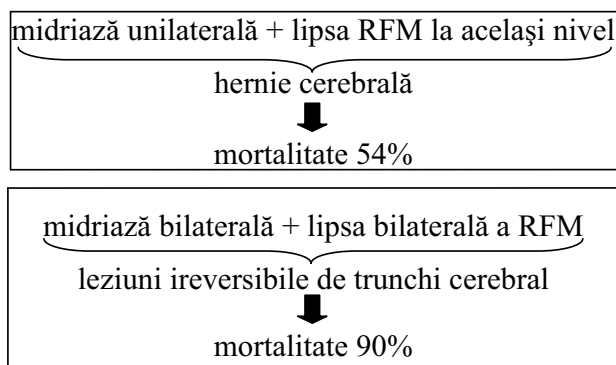 midriază unilaterală + lipsa RFM la acelaşi nivel
hernie cerebrală
mortalitate 54%
midriază bilaterală + lipsa bilaterală a RFM
leziuni ireversibile de trunchi cerebral
mortalitate 90%